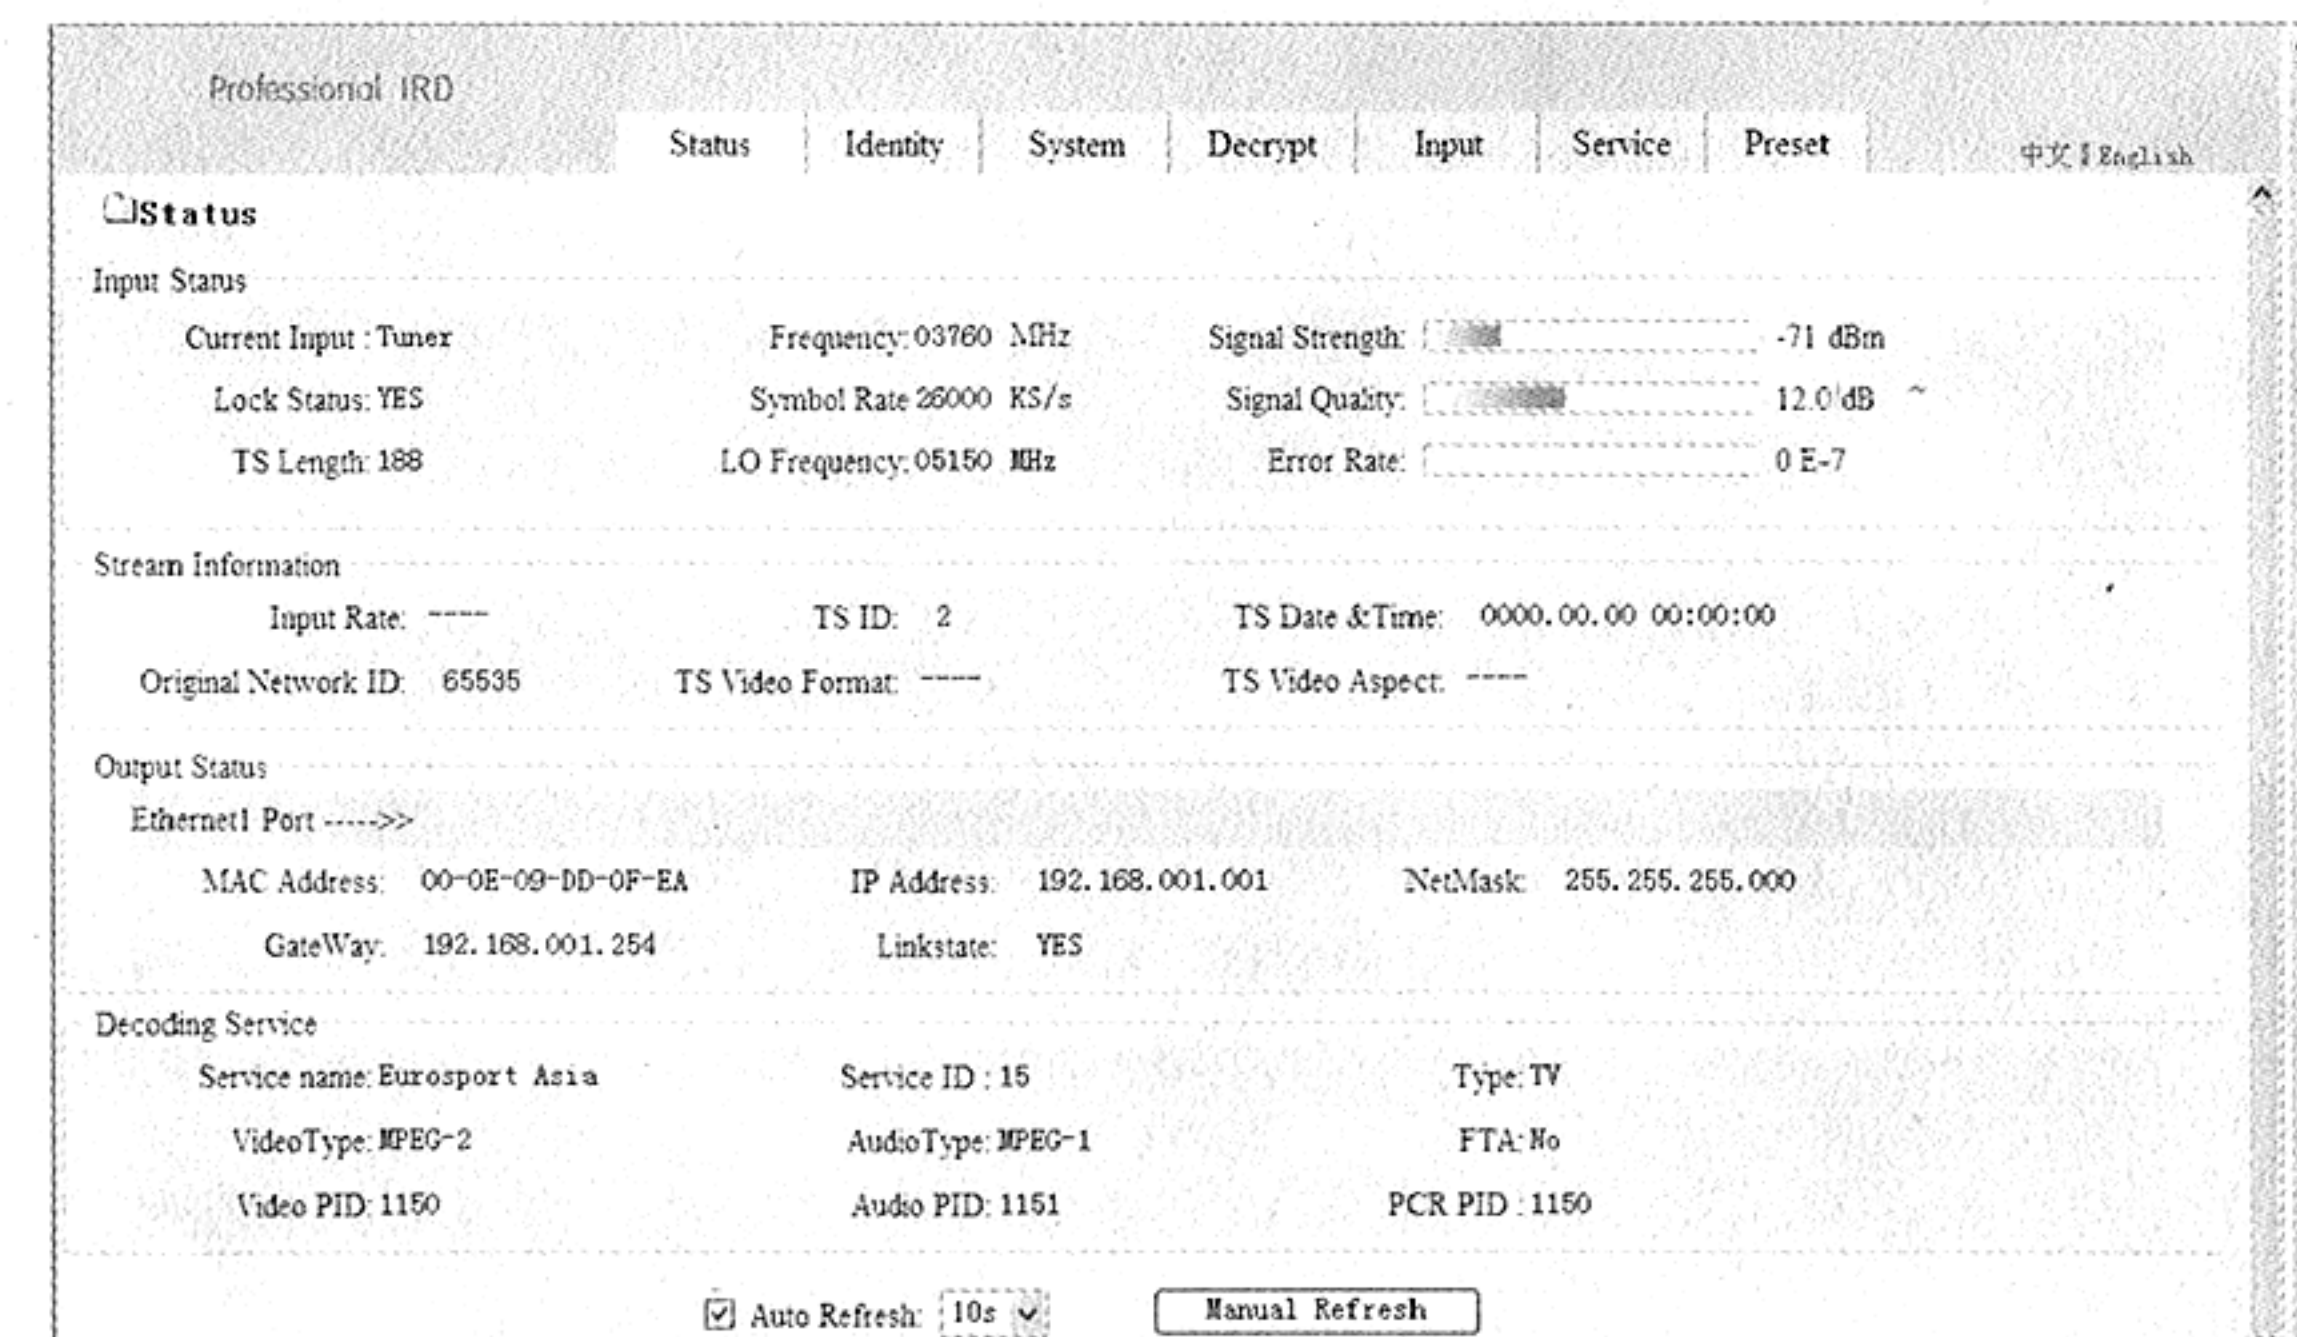 Professional IRD
Status Identity System Decrypt Input Service Preset 中文 English
Status
Input Status
Current Input : Tuner Frequency: 03760 MHz Signal Strength: -71 dBm
Lock Status: YES Symbol Rate 26000 KS/s Signal Quality: 12.0 dB
TS Length: 188 LO Frequency: 05150 MHz Error Rate: 0 E-7
Stream Information
Input Rate: ---- TS ID: 2 TS Date &Time: 0000.00.00 00:00:00
Original Network ID: 65535 TS Video Format: ---- TS Video Aspect: ----
Output Status
Ethernet1 Port ----->>
MAC Address: 00-0E-09-DD-0F-EA IP Address: 192.168.001.001 NetMask: 255.255.255.000
GateWay: 192.168.001.254 Linkstate: YES
Decoding Service
Service name: Eurosport Asia Service ID : 15 Type: TV
VideoType: MPEG-2 AudioType: MPEG-1 FTA: No
Video PID: 1150 Audio PID: 1151 PCR PID : 1150
Auto Refresh: 10s Manual Refresh